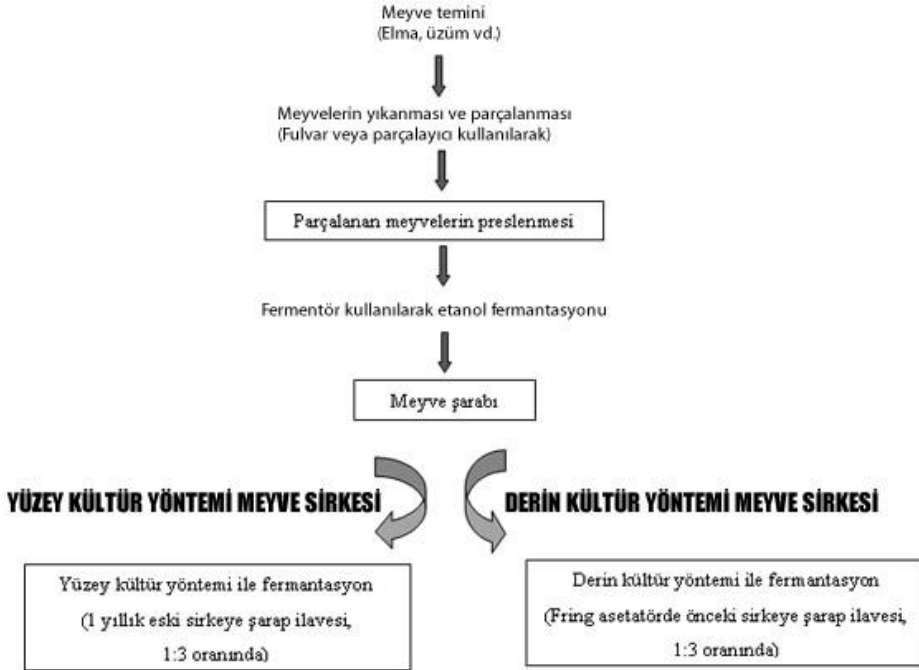 Meyve temini
(Elma, üzüm vd.)
Meyvelerin yıkanması ve parçalanması
(Fulvar veya parçalayıcı kullanılarak)
Parçalanan meyvelerin preslenmesi
Fermentör kullanılarak etanol fermantasyonu
Meyve şarabı
YÜZEY KÜLTÜR YÖNTEMİ MEYVE SİRKESİ
Yüzey kültür yöntemi ile fermantasyon
(1 yıllık eski sirkeye şarap ilavesi,
1:3 oranında)
DERİN KÜLTÜR YÖNTEMİ MEYVE SİRKESİ
Derin kültür yöntemi ile fermantasyon
(Fring asetatörde önceki sirkeye şarap ilavesi,
1:3 oranında)